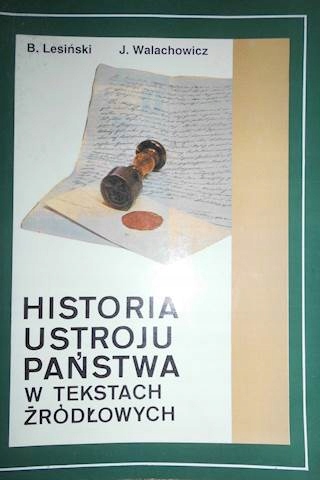 B. Lesiński J. Walachowicz
HISTORIA
USTROJU
PAŃSTWA
W TEKSTACH
ŹRÓDŁOWYCH